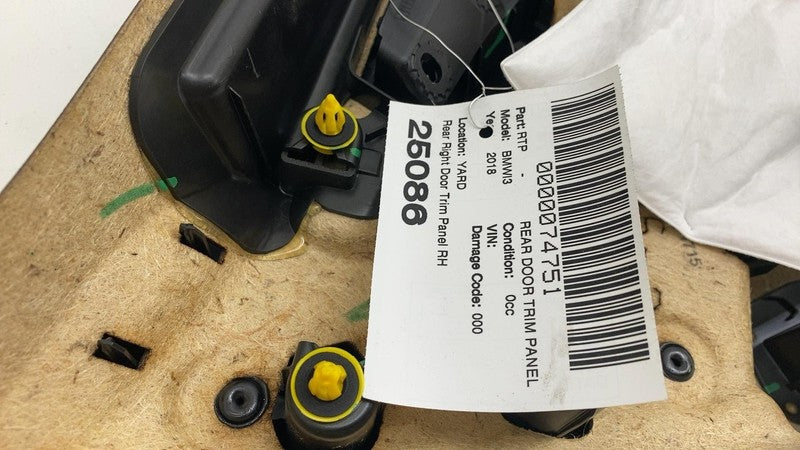 0000074751
Part: RTP - REAR DOOR TRIM PANEL
Model: BMWI3 Condition: 0cc
2018 VIN:
Location: YARD Damage Code: 000
Rear Right Door Trim Panel RH
25086